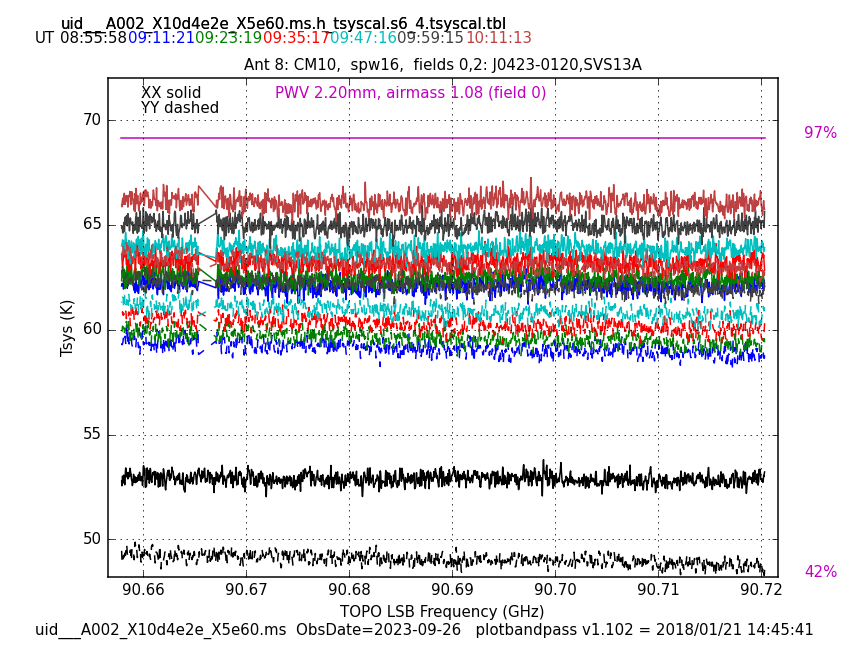 uid___A002_X10d4e2e_X5e60.ms.h_tsyscal.s6_4.tsyscal.tbl
UT 08:55:58 09:11:21 09:23:19 09:35:17 09:47:16 09:59:15 10:11:13
Ant 8: CM10, spw16, fields 0,2: J0423-0120,SVS13A
XX solid
YY dashed
PWV 2.20mm, airmass 1.08 (field 0)
97%
70
65
60
55
50
Tsys (K)
42%
90.66 90.67 90.68 90.69 90.70 90.71 90.72
TOPO LSB Frequency (GHz)
uid___A002_X10d4e2e_X5e60.ms ObsDate=2023-09-26 plotbandpass v1.102 = 2018/01/21 14:45:41